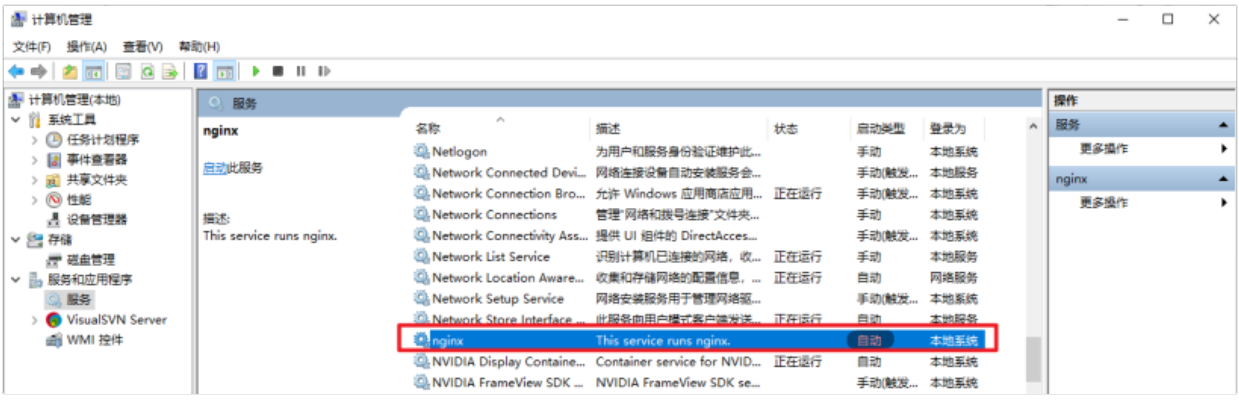 计算机管理
文件(F) 操作(A) 查看(V) 帮助(H)
计算机管理(本地)
系统工具
任务计划程序
事件查看器
共享文件夹
性能
设备管理器
存储
磁盘管理
服务和应用程序
服务
VisualSVN Server
WMI 控件
服务
nginx
启动此服务
描述:
This service runs nginx.
名称 描述 状态 启动类型 登录为
Netlogon 为用户和服务身份验证维护此... 手动 本地系统
Network Connected Devi... 网络连接设备自动安装服务会... 手动(触发... 本地服务
Network Connection Bro... 允许 Windows 应用商店应用... 正在运行 手动(触发... 本地系统
Network Connections 管理"网络和拨号连接"文件夹... 手动 本地系统
Network Connectivity Ass... 提供 UI 组件的 DirectAcces... 手动(触发... 本地系统
Network List Service 识别计算机已连接的网络，收... 正在运行 手动 本地服务
Network Location Aware... 收集和存储网络的配置信息，... 正在运行 自动 网络服务
Network Setup Service 网络安装服务用于管理网络驱... 手动(触发... 本地系统
Network Store Interface ... 此服务向用户模式客户端发送... 正在运行 自动 本地服务
nginx This service runs nginx. 自动 本地系统
NVIDIA Display Containe... Container service for NVID... 正在运行 自动 本地系统
NVIDIA FrameView SDK ... NVIDIA FrameView SDK se... 手动(触发... 本地系统
操作
服务
更多操作
nginx
更多操作